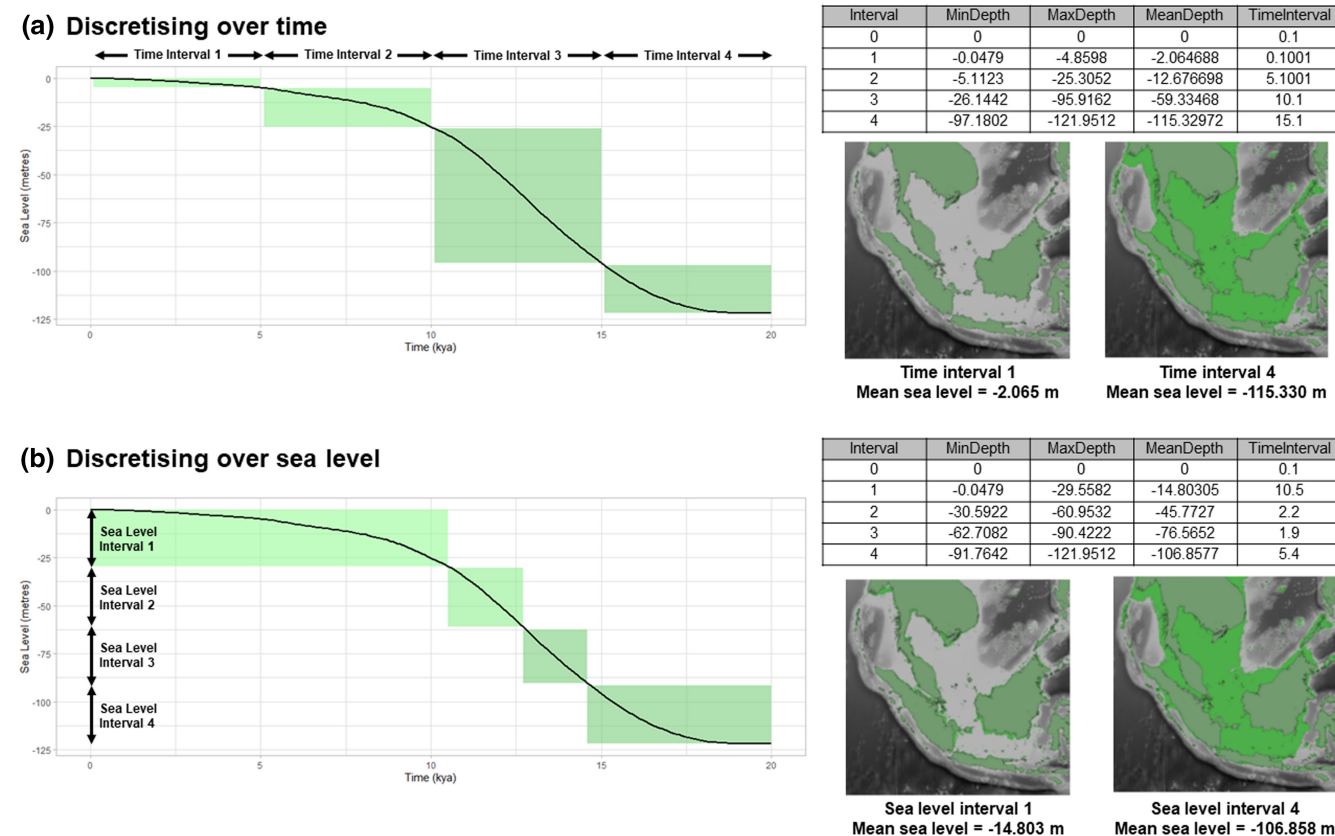 (a) Discretising over time
Time Interval 1 Time Interval 2 Time Interval 3 Time Interval 4
0
-25
-50
-75
-100
-125
Sea Level (metres)
0 5 10 15 20
Time (kya)
Interval MinDepth MaxDepth MeanDepth TimeInterval
0 0 0 0 0.1
1 -0.0479 -4.8598 -2.064688 0.1001
2 -5.1123 -25.3052 -12.676698 5.1001
3 -26.1442 -95.9162 -59.33468 10.1
4 -97.1802 -121.9512 -115.32972 15.1
Time interval 1
Mean sea level = -2.065 m
Time interval 4
Mean sea level = -115.330 m
(b) Discretising over sea level
Sea Level
Interval 1
Sea Level
Interval 2
Sea Level
Interval 3
Sea Level
Interval 4
0
-25
-50
-75
-100
-125
Sea Level (metres)
0 5 10 15 20
Time (kya)
Interval MinDepth MaxDepth MeanDepth TimeInterval
0 0 0 0 0.1
1 -0.0479 -29.5582 -14.80305 10.5
2 -30.5922 -60.9532 -45.7727 2.2
3 -62.7082 -90.4222 -76.5652 1.9
4 -91.7642 -121.9512 -106.8577 5.4
Sea level interval 1
Mean sea level = -14.803 m
Sea level interval 4
Mean sea level = -106.858 m